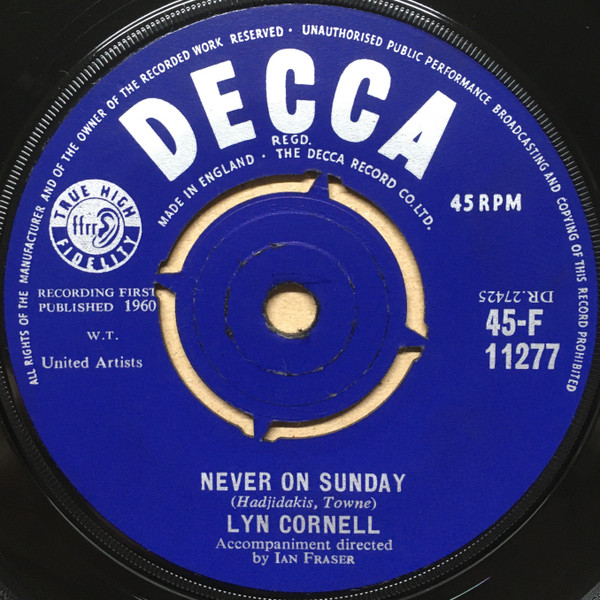 ALL RIGHTS OF THE MANUFACTURER AND OF THE OWNER OF THE RECORDED WORK RESERVED · UNAUTHORISED PUBLIC PERFORMANCE BROADCASTING AND COPYING OF THIS RECORD PROHIBITED
DECCA
REGD.
MADE IN ENGLAND · THE DECCA RECORD CO. LTD.
TRUE HIGH
ffrr
FIDELITY
45 RPM
RECORDING FIRST
PUBLISHED 1960
W.T.
United Artists
DR.27425
45-F
11277
NEVER ON SUNDAY
(Hadjidakis, Towne)
LYN CORNELL
Accompaniment directed
by IAN FRASER